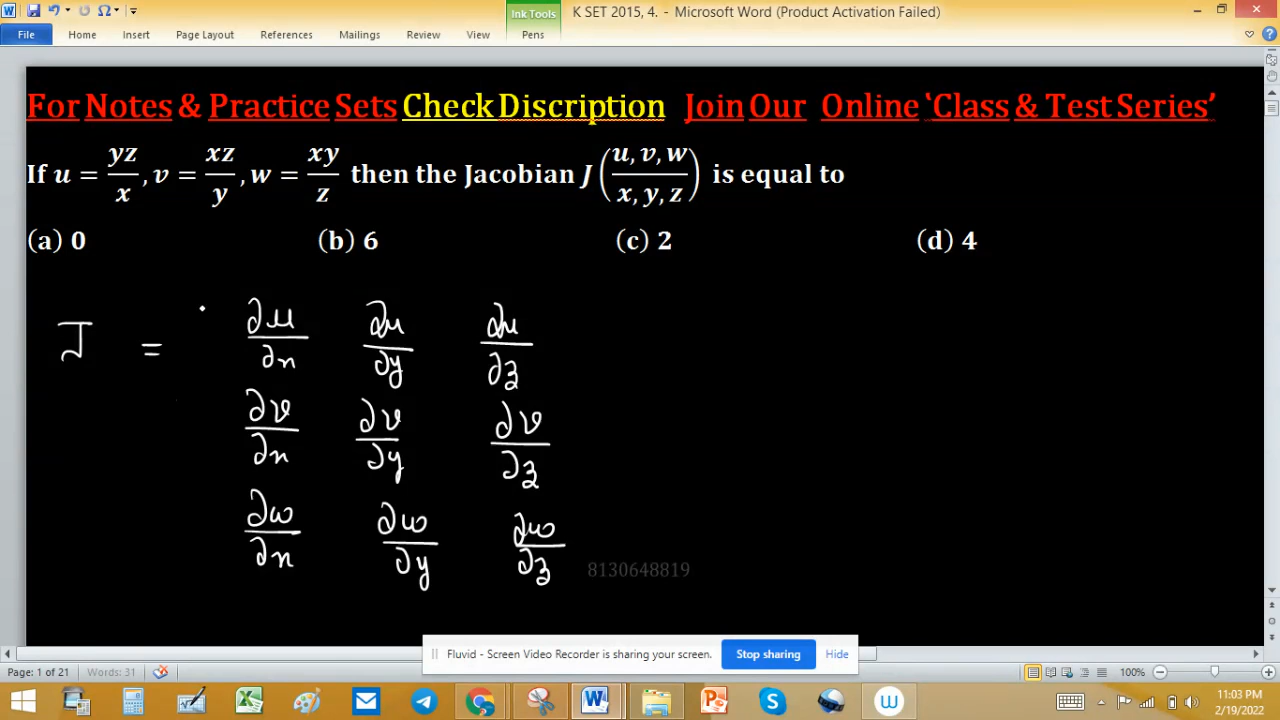 K SET 2015, 4. - Microsoft Word (Product Activation Failed)
Ink Tools
File Home Insert Page Layout References Mailings Review View Pens
For Notes & Practice Sets Check Discription Join Our Online ‘Class & Test Series’
If u = yz/x, v = xz/y, w = xy/z then the Jacobian J(u, v, w / x, y, z) is equal to
(a) 0 (b) 6 (c) 2 (d) 4
J = ∂u/∂x ∂u/∂y ∂u/∂z
∂v/∂x ∂v/∂y ∂v/∂z
∂w/∂x ∂w/∂y ∂w/∂z
8130648819
Fluvid - Screen Video Recorder is sharing your screen. Stop sharing Hide
Page: 1 of 21 Words: 31 100%
11:03 PM
2/19/2022